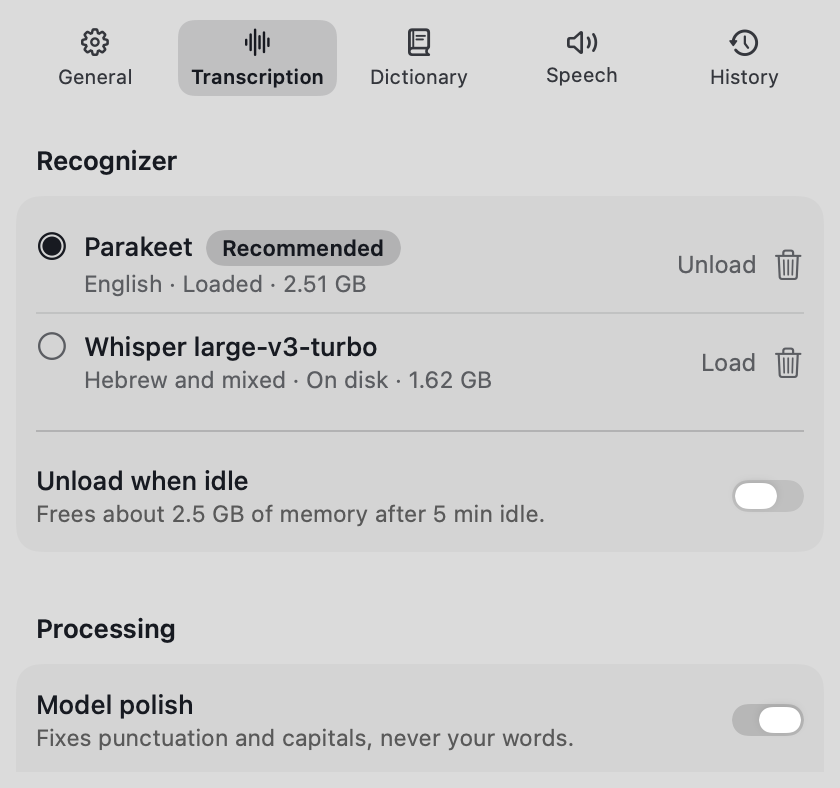 General
Transcription
Dictionary
Speech
History
Recognizer
Parakeet Recommended
English · Loaded · 2.51 GB
Unload
Whisper large-v3-turbo
Hebrew and mixed · On disk · 1.62 GB
Load
Unload when idle
Frees about 2.5 GB of memory after 5 min idle.
Processing
Model polish
Fixes punctuation and capitals, never your words.